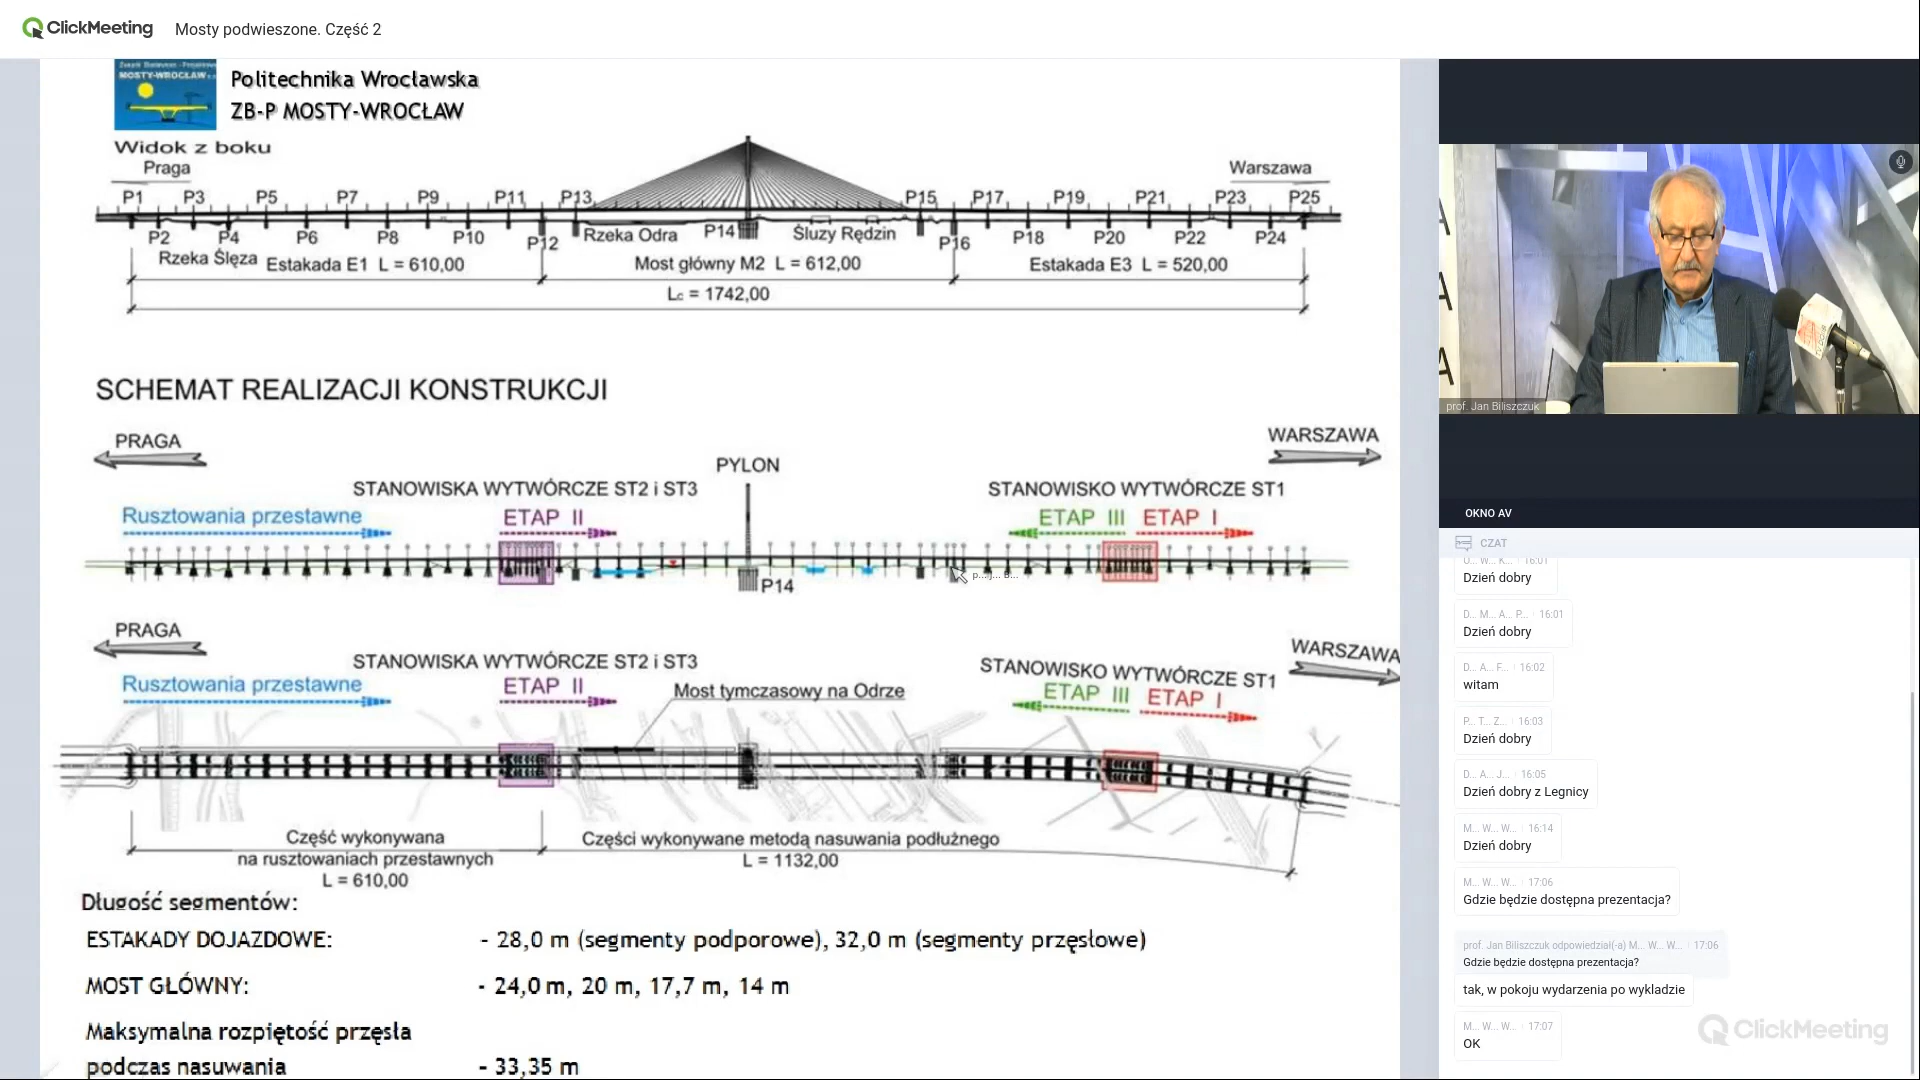 ClickMeeting
Mosty podwieszone. Część 2
MOSTY-WROCŁAW
Politechnika Wrocławska
ZB-P MOSTY-WROCŁAW
Widok z boku
Praga
Warszawa
P1 P3 P5 P7 P9 P11 P13 P15 P17 P19 P21 P23 P25
P2 P4 P6 P8 P10 P12 Rzeka Odra P14 Śluzy Rędzin P16 P18 P20 P22 P24
Rzeka Ślęza Estakada E1 L = 610,00 Most główny M2 L = 612,00 Estakada E3 L = 520,00
Lc = 1742,00
SCHEMAT REALIZACJI KONSTRUKCJI
PRAGA
WARSZAWA
PYLON
STANOWISKA WYTWÓRCZE ST2 i ST3
STANOWISKO WYTWÓRCZE ST1
Rusztowania przestawne
ETAP II
ETAP III ETAP I
P14
PRAGA
WARSZAWA
STANOWISKA WYTWÓRCZE ST2 i ST3
STANOWISKO WYTWÓRCZE ST1
Rusztowania przestawne
ETAP II
Most tymczasowy na Odrze
ETAP III ETAP I
Część wykonywana
na rusztowaniach przestawnych
L = 610,00
Części wykonywane metodą nasuwania podłużnego
L = 1132,00
Długość segmentów:
ESTAKADY DOJAZDOWE: - 28,0 m (segmenty podporowe), 32,0 m (segmenty przęsłowe)
MOST GŁÓWNY: - 24,0 m, 20 m, 17,7 m, 14 m
Maksymalna rozpiętość przęsła
podczas nasuwania - 33,35 m
prof. Jan Biliszczuk
OKNO AV
CZAT
16:01
Dzień dobry
D... M... A... P... 16:01
Dzień dobry
D... A... F... 16:02
witam
P... T... Z... 16:03
Dzień dobry
D... A... J... 16:05
Dzień dobry z Legnicy
M... W... W... 16:14
Dzień dobry
M... W... W... 17:06
Gdzie będzie dostępna prezentacja?
prof. Jan Biliszczuk odpowiedział(-a) M... W... W... 17:06
Gdzie będzie dostępna prezentacja?
tak, w pokoju wydarzenia po wykladzie
M... W... W... 17:07
OK
ClickMeeting